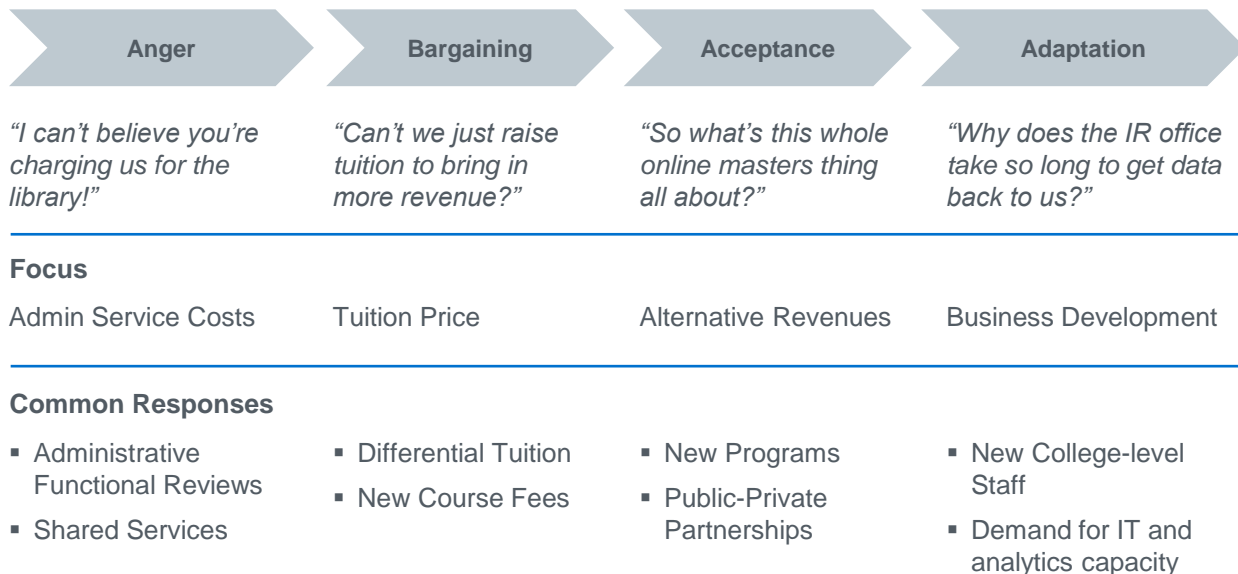 Anger
Bargaining
Acceptance
Adaptation
“I can’t believe you’re
charging us for the
library!”
“Can’t we just raise
tuition to bring in
more revenue?”
“So what’s this whole
online masters thing
all about?”
“Why does the IR office
take so long to get data
back to us?”
Focus
Admin Service Costs
Tuition Price
Alternative Revenues
Business Development
Common Responses
▪ Administrative
Functional Reviews
▪ Shared Services
▪ Differential Tuition
▪ New Course Fees
▪ New Programs
▪ Public-Private
Partnerships
▪ New College-level
Staff
▪ Demand for IT and
analytics capacity